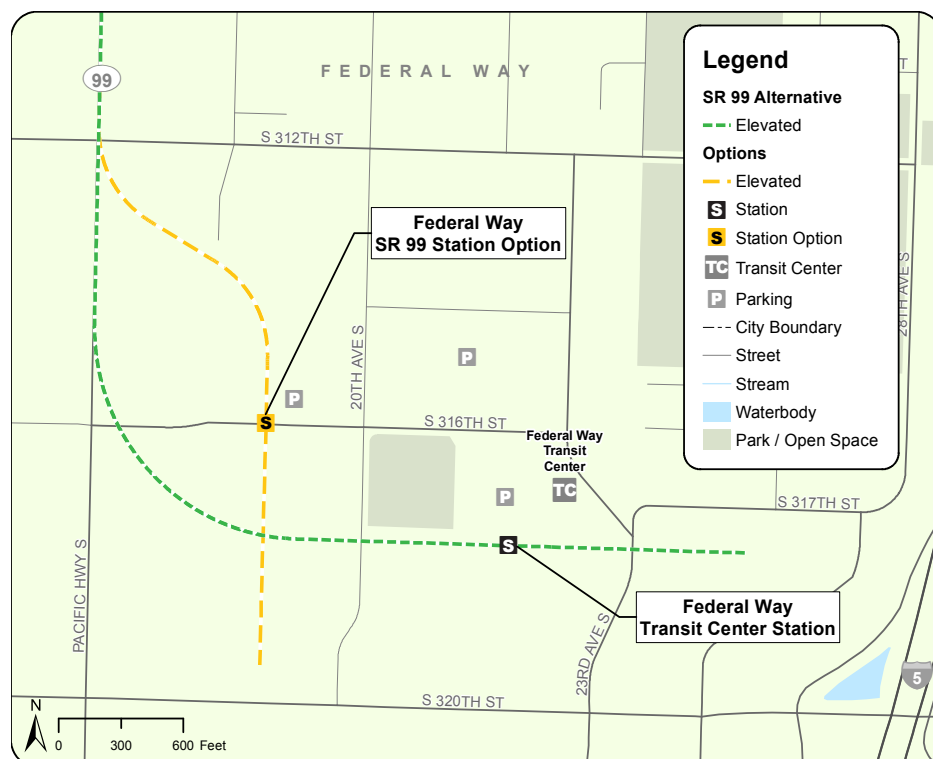 FEDERAL WAY
99
S 312TH ST
Federal Way
SR 99 Station Option
20TH AVE S
P
P
S
S 316TH ST
Federal Way
Transit
Center
P
TC
S 317TH ST
28TH AVE S
S
PACIFIC HWY S
Federal Way
Transit Center Station
23RD AVE S
5
S 320TH ST
N
0 300 600 Feet
Legend
SR 99 Alternative
Elevated
Options
Elevated
S Station
S Station Option
TC Transit Center
P Parking
City Boundary
Street
Stream
Waterbody
Park / Open Space